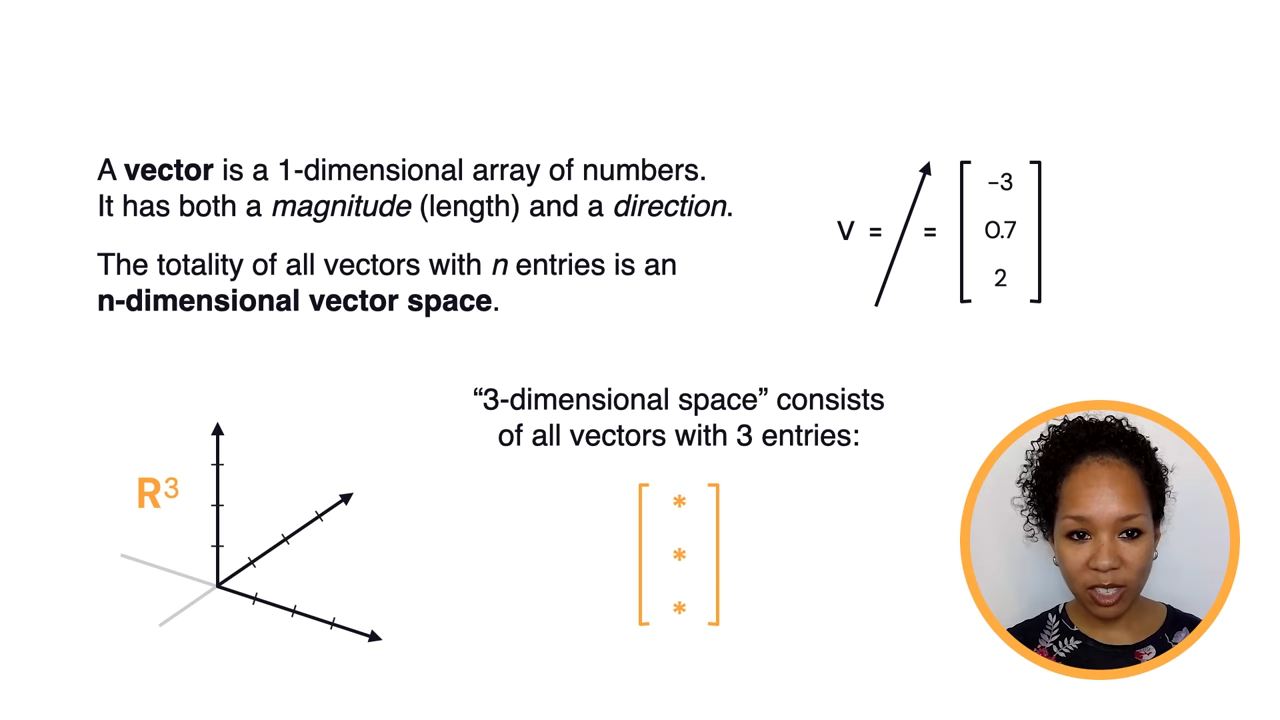 A vector is a 1-dimensional array of numbers.
It has both a magnitude (length) and a direction.
The totality of all vectors with n entries is an
n-dimensional vector space.
V = =
-3
0.7
2
“3-dimensional space” consists
of all vectors with 3 entries:
R³
*
*
*